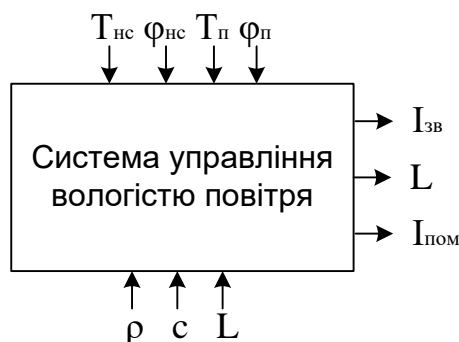 Tнс φнс Tп φп
Система управління
вологістю повітря
Iзв
L
Iпом
ρ c L